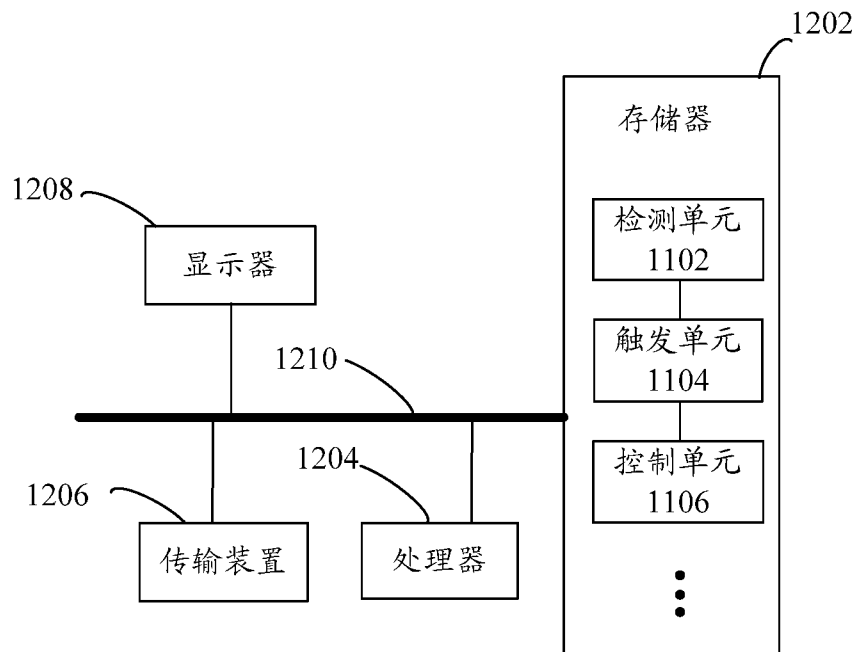 1202
存储器
1208
检测单元
1102
显示器
触发单元
1104
1210
1204
控制单元
1106
1206
传输装置
处理器